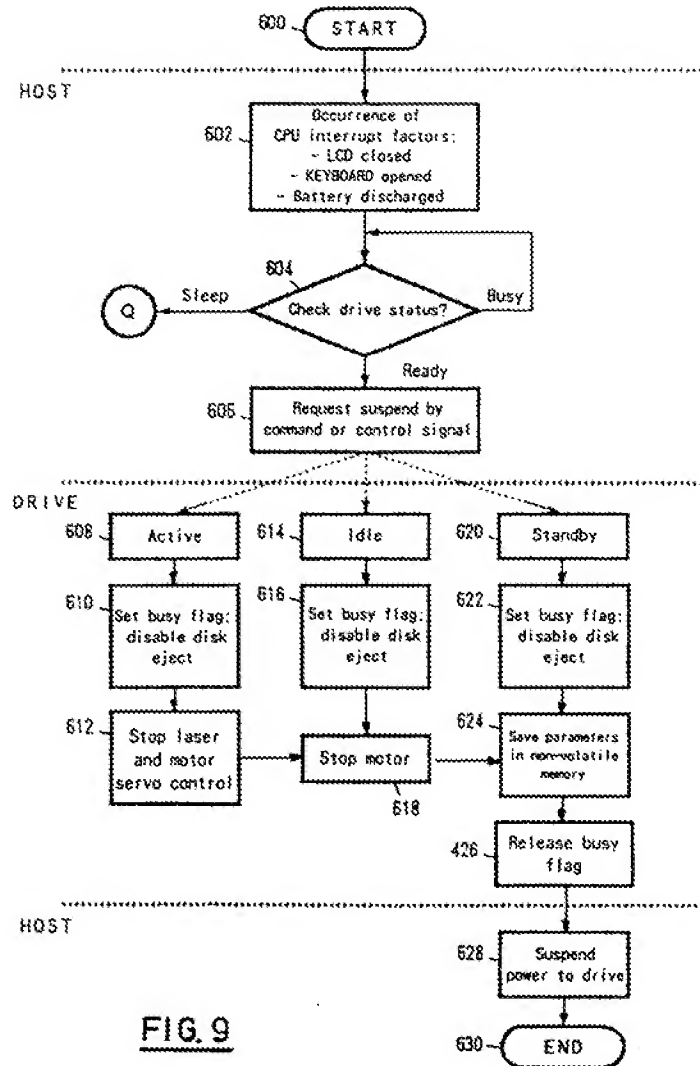 600
START
HOST
602
Occurrence of
CPU interrupt factors:
- LCD closed
- KEYBOARD opened
- Battery discharged
604
Q
Sleep
Check drive status?
Busy
Ready
606
Request suspend by
command or control signal
DRIVE
608
Active
614
Idle
620
Standby
610
Set busy flag;
disable disk
eject
616
Set busy flag;
disable disk
eject
622
Set busy flag;
disable disk
eject
612
Stop laser
and motor
servo control
Stop motor
618
624
Save parameters
in non-volatile
memory
426
Release busy
flag
HOST
628
Suspend
power to drive
630
END
FIG. 9